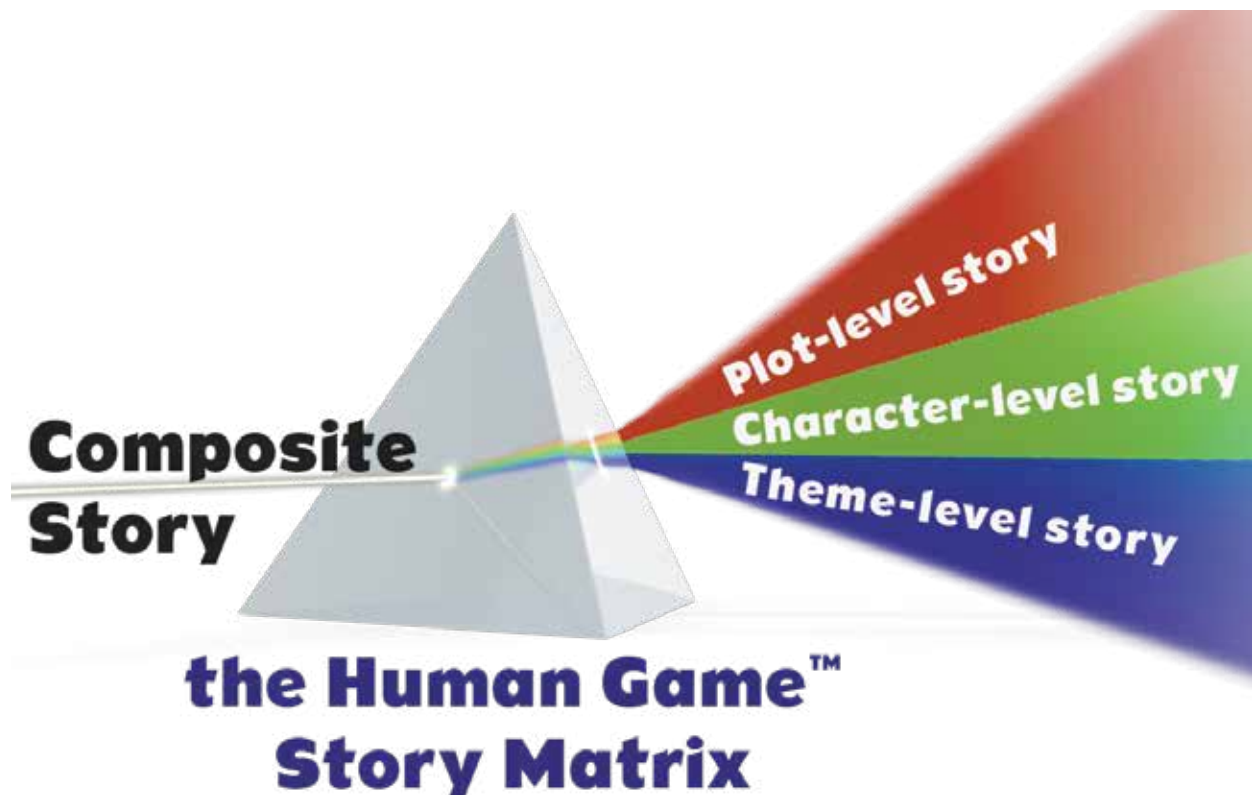 Composite
Story
Plot-level story
Character-level story
Theme-level story
the Human Game™
Story Matrix